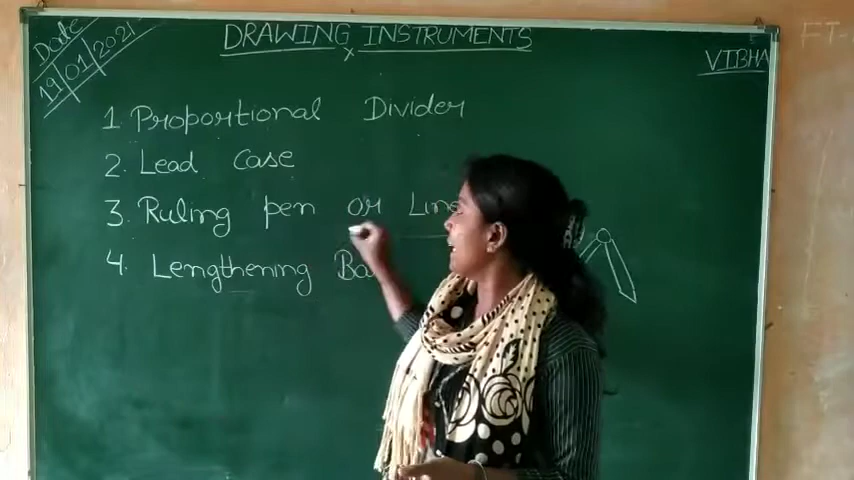 Date
19/01/2021
DRAWING x INSTRUMENTS
VIBHA
FT-
1 Proportional Divider
2. Lead Case
3. Ruling pen or
4. Lengthening